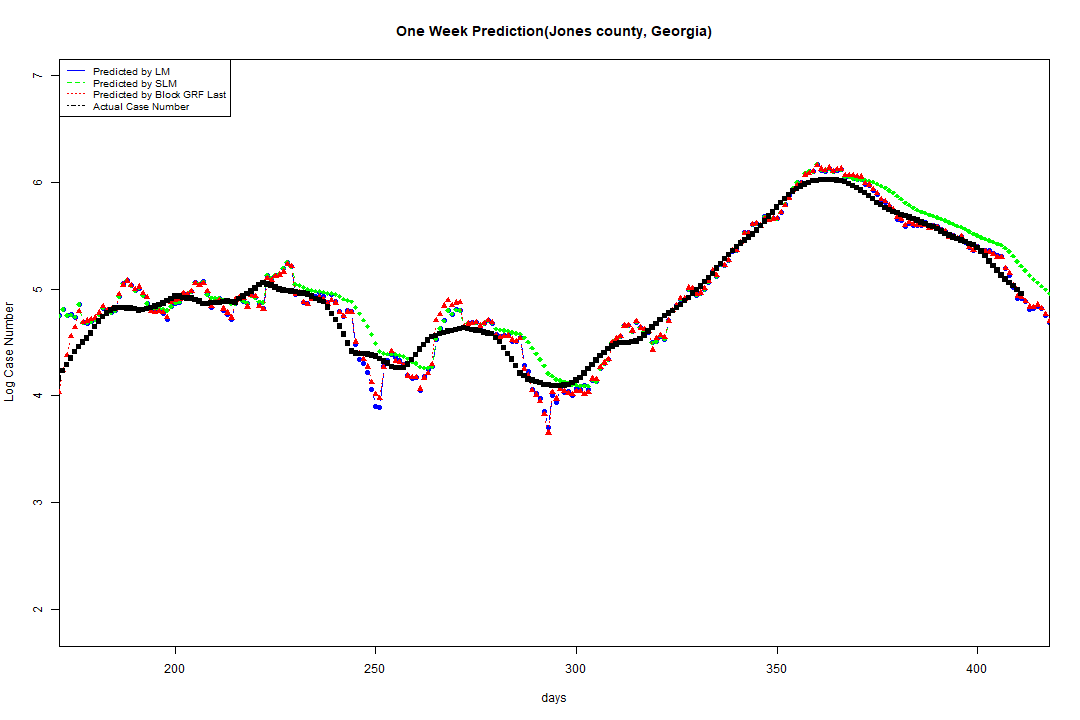 One Week Prediction(Jones county, Georgia)
Predicted by LM
Predicted by SLM
Predicted by Block GRF Last
Actual Case Number
7
6
5
4
3
2
Log Case Number
200 250 300 350 400
days